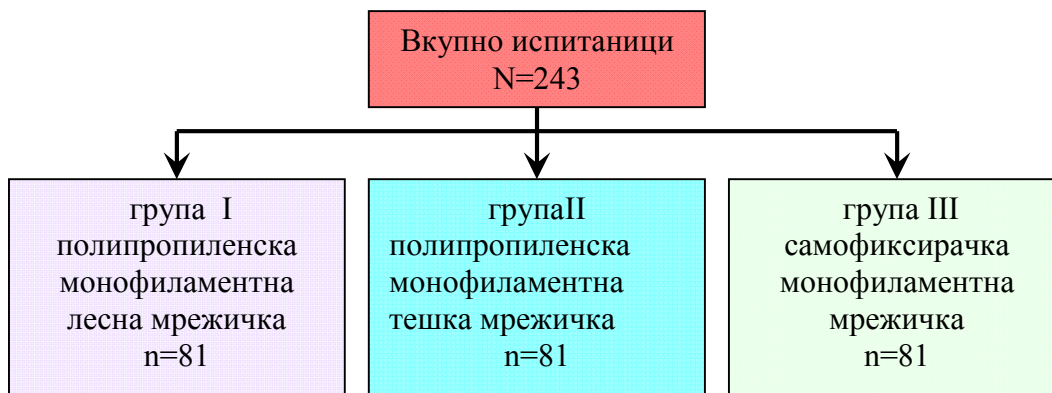 Вкупно испитаници
N=243
група I
полипропиленска
монофиламентна
лесна мрежичка
n=81
групаII
полипропиленска
монофиламентна
тешка мрежичка
n=81
група III
самофиксирачка
монофиламентна
мрежичка
n=81